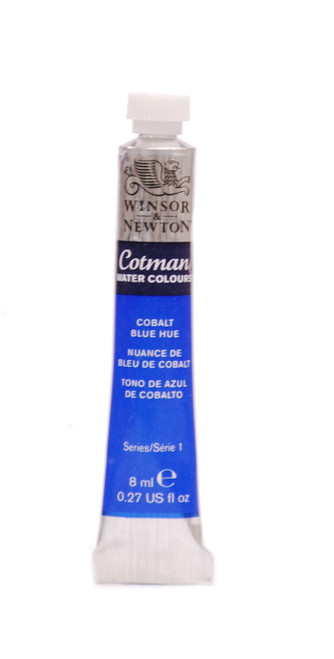 WINSOR
&
NEWTON
Cotman
WATER COLOURS
COBALT
BLUE HUE
NUANCE DE
BLEU DE COBALT
TONO DE AZUL
DE COBALTO
Series/Série 1
8 ml ℮
0.27 US fl oz